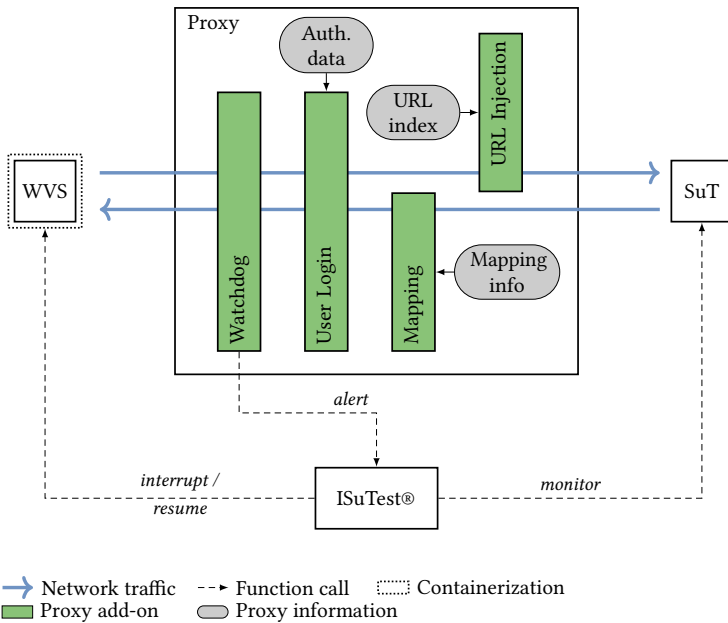 Proxy
Auth.
data
URL
index
URL Injection
WVS
SuT
Watchdog
User Login
Mapping
Mapping
info
alert
interrupt /
resume
ISuTest®
monitor
Network traffic
Function call
Containerization
Proxy add-on
Proxy information